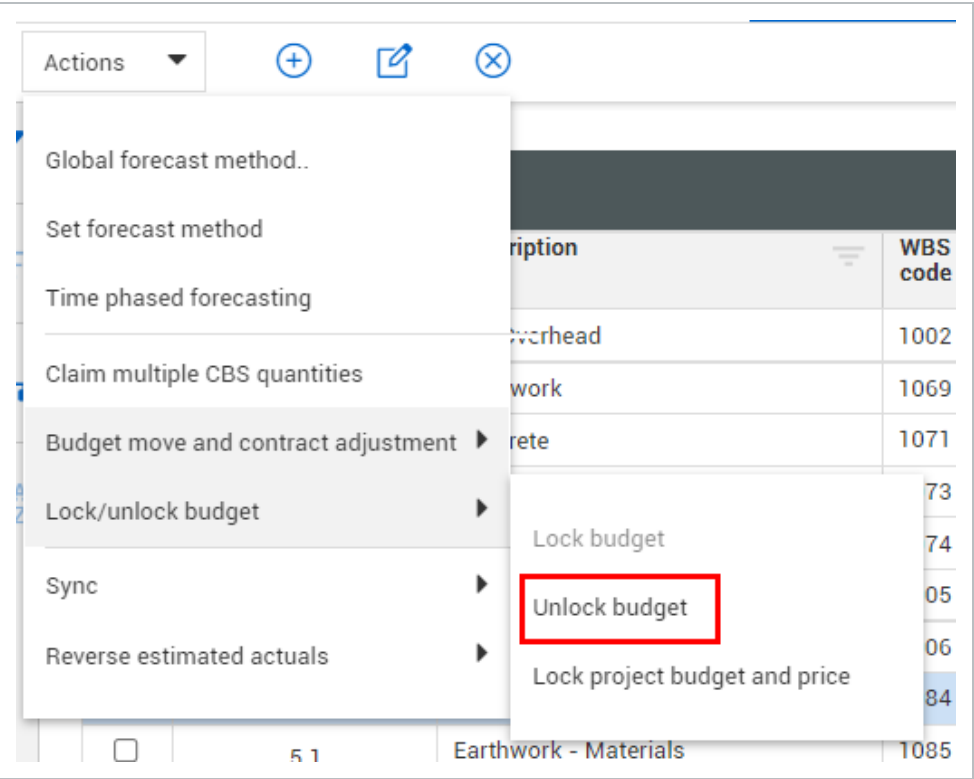 Actions
Global forecast method..
Set forecast method
Time phased forecasting
Claim multiple CBS quantities
Budget move and contract adjustment
Lock/unlock budget
Sync
Reverse estimated actuals
Lock budget
Unlock budget
Lock project budget and price
ription
WBS
code
verhead
1002
work
1069
rete
1071
73
74
05
06
84
5.1
Earthwork - Materials
1085